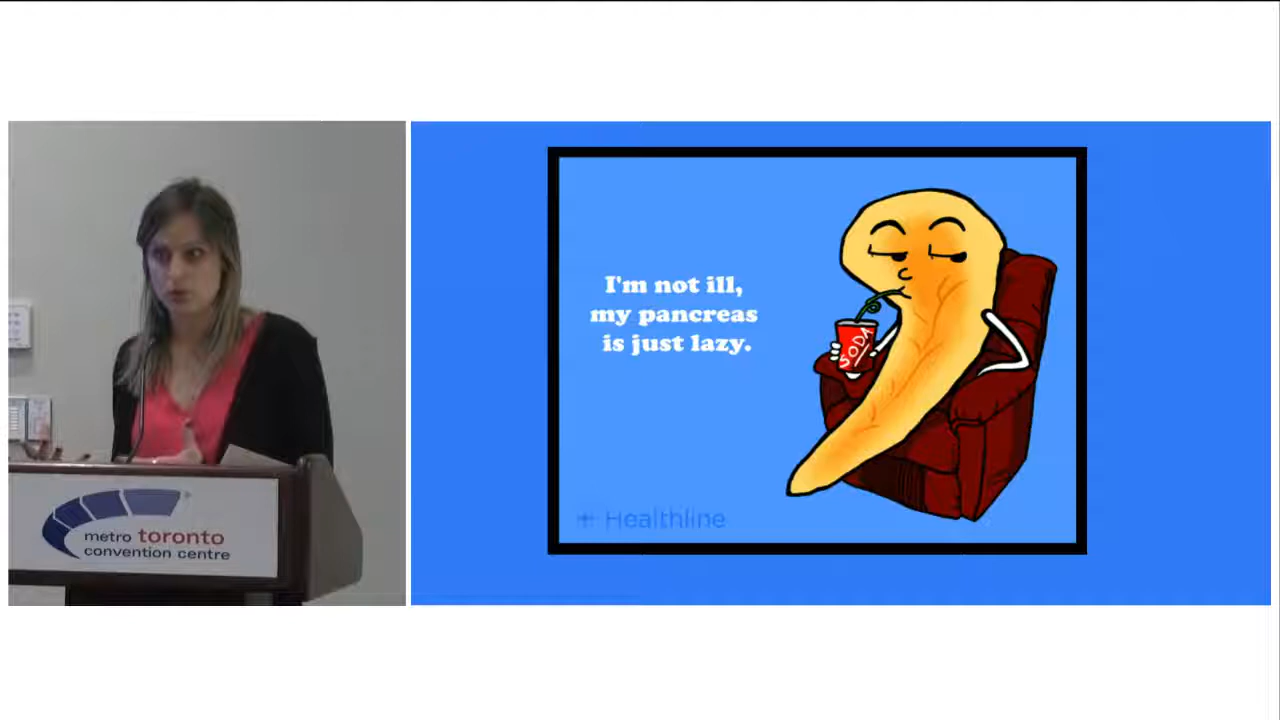 metro toronto
convention centre
I'm not ill,
my pancreas
is just lazy.
SODA
Healthline